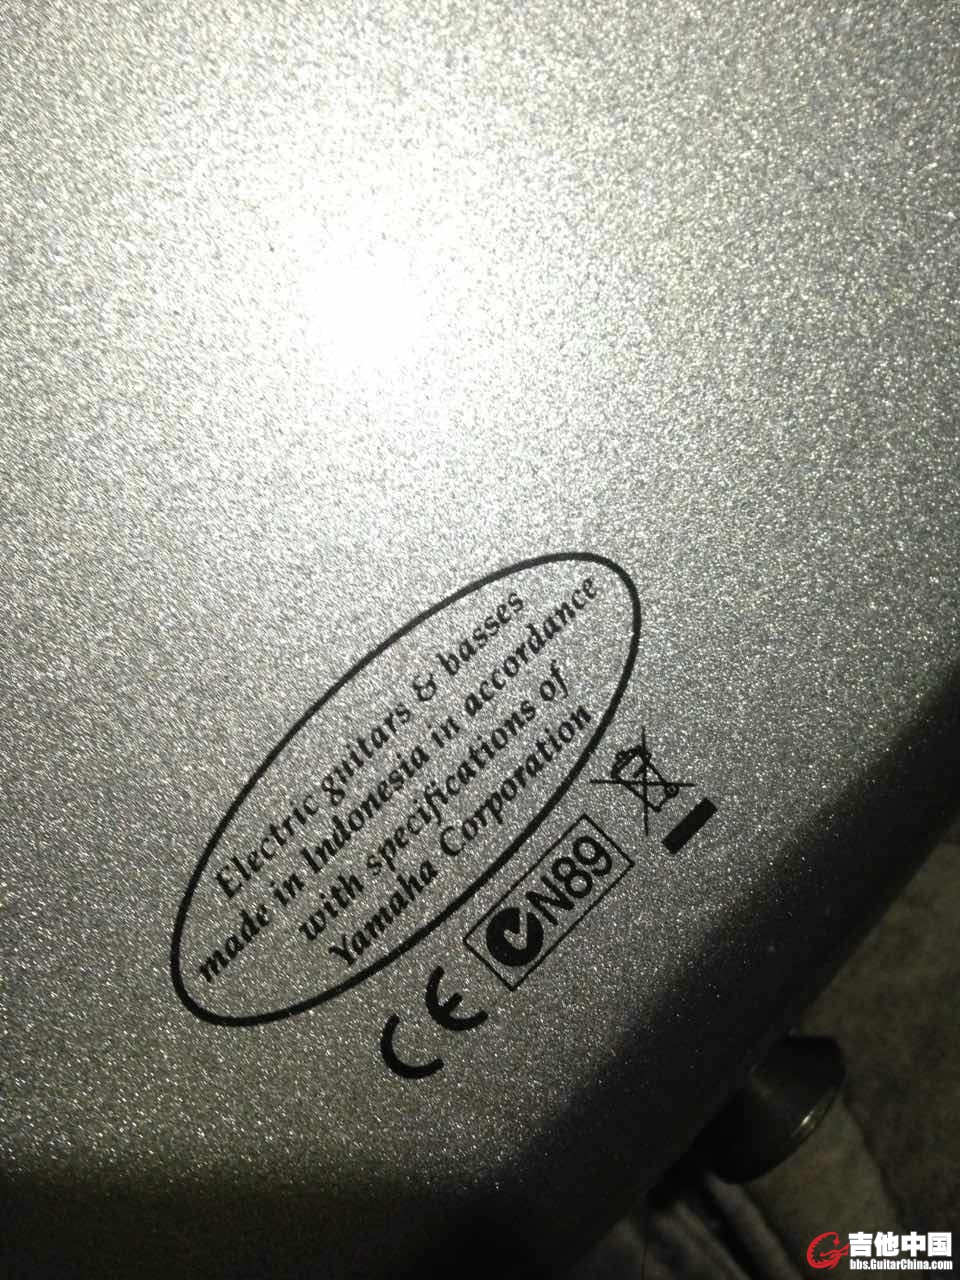 Electric guitars & basses
made in Indonesia in accordance
with specifications of
Yamaha Corporation
CE N89
吉他中国
bbs.GuitarChina.com